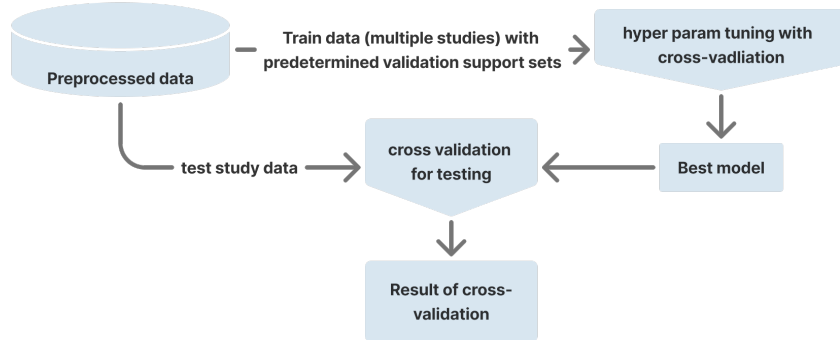 Preprocessed data
Train data (multiple studies) with
predetermined validation support sets
hyper param tuning with
cross-vadliation
test study data
cross validation
for testing
Best model
Result of cross-
validation